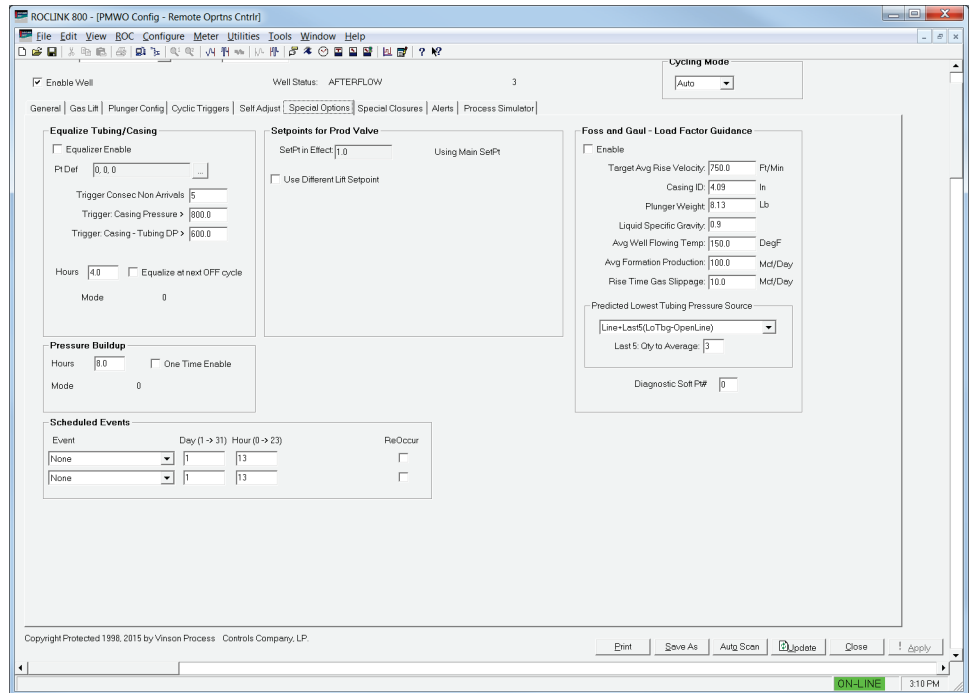 ROCLINK 800 - [PMWO Config - Remote Oprtns Cntrlr]
File Edit View ROC Configure Meter Utilities Tools Window Help
Cycling Mode
Enable Well Well Status: AFTERFLOW 3 Auto
General Gas Lift Plunger Config Cyclic Triggers Self Adjust Special Options Special Closures Alerts Process Simulator
Equalize Tubing/Casing
Equalizer Enable
Pt Def 0, 0, 0 ...
Trigger Consec Non Arrivals 5
Trigger: Casing Pressure > 800.0
Trigger: Casing - Tubing DP > 600.0
Hours 4.0 Equalize at next OFF cycle
Mode 0
Setpoints for Prod Valve
SetPt in Effect: 1.0 Using Main SetPt
Use Different Lift Setpoint
Foss and Gaul - Load Factor Guidance
Enable
Target Avg Rise Velocity: 750.0 Ft/Min
Casing ID: 4.09 In
Plunger Weight: 8.13 Lb
Liquid Specific Gravity: 0.9
Avg Well Flowing Temp: 150.0 DegF
Avg Formation Production: 100.0 Mcf/Day
Rise Time Gas Slippage: 10.0 Mcf/Day
Predicted Lowest Tubing Pressure Source
Line+Last5(LoTbg-OpenLine)
Last 5: Qty to Average: 3
Diagnostic Soft Pt# 0
Pressure Buildup
Hours 8.0 One Time Enable
Mode 0
Scheduled Events
Event Day (1 -> 31) Hour (0 -> 23) ReOccur
None 1 13
None 1 13
Copyright Protected 1998, 2015 by Vinson Process Controls Company, LP.
Print Save As Auto Scan Update Close ! Apply
ON-LINE 3:10 PM